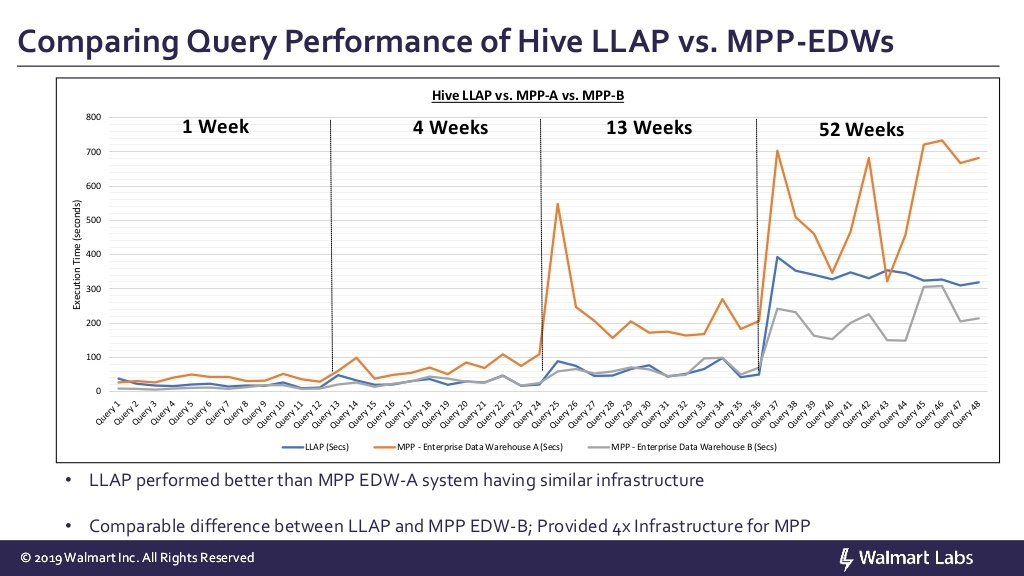 Comparing Query Performance of Hive LLAP vs. MPP-EDWs
Hive LLAP vs. MPP-A vs. MPP-B
1 Week
4 Weeks
13 Weeks
52 Weeks
Execution Time (seconds)
800
700
600
500
400
300
200
100
0
Query 1
Query 2
Query 3
Query 4
Query 5
Query 6
Query 7
Query 8
Query 9
Query 10
Query 11
Query 12
Query 13
Query 14
Query 15
Query 16
Query 17
Query 18
Query 19
Query 20
Query 21
Query 22
Query 23
Query 24
Query 25
Query 26
Query 27
Query 28
Query 29
Query 30
Query 31
Query 32
Query 33
Query 34
Query 35
Query 36
Query 37
Query 38
Query 39
Query 40
Query 41
Query 42
Query 43
Query 44
Query 45
Query 46
Query 47
Query 48
LLAP (Secs)
MPP - Enterprise Data Warehouse A (Secs)
MPP - Enterprise Data Warehouse B (Secs)
• LLAP performed better than MPP EDW-A system having similar infrastructure
• Comparable difference between LLAP and MPP EDW-B; Provided 4x Infrastructure for MPP
© 2019 Walmart Inc. All Rights Reserved
Walmart Labs